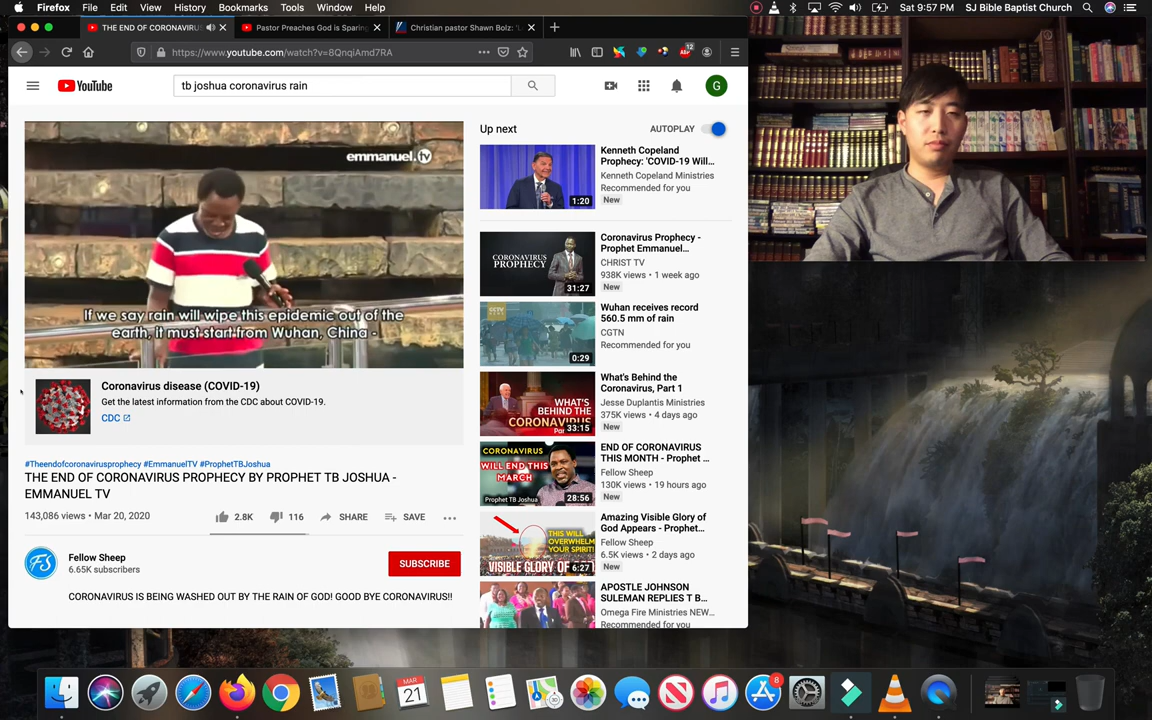 Firefox File Edit View History Bookmarks Tools Window Help
Sat 9:57 PM SJ Bible Baptist Church
THE END OF CORONAVIRUS
Pastor Preaches God is Sparin
Christian pastor Shawn Bolz: 'L
https://www.youtube.com/watch?v=8QnqiAmd7RA
12
YouTube
tb joshua coronavirus rain
G
emmanuel.tv
If we say rain will wipe this epidemic out of the
earth, it must start from Wuhan, China -
Coronavirus disease (COVID-19)
Get the latest information from the CDC about COVID-19.
CDC
#Theendofcoronavirusprophecy #EmmanuelTV #ProphetTBJoshua
THE END OF CORONAVIRUS PROPHECY BY PROPHET TB JOSHUA -
EMMANUEL TV
143,086 views • Mar 20, 2020
2.8K 116 SHARE SAVE
FS
Fellow Sheep
6.65K subscribers
SUBSCRIBE
CORONAVIRUS IS BEING WASHED OUT BY THE RAIN OF GOD! GOOD BYE CORONAVIRUS!!
Up next
AUTOPLAY
1:20
Kenneth Copeland
Prophecy: 'COVID-19 Will...
Kenneth Copeland Ministries
Recommended for you
New
CORONAVIRUS
PROPHECY
31:27
Coronavirus Prophecy -
Prophet Emmanuel...
CHRIST TV
938K views • 1 week ago
New
CGTN
0:29
Wuhan receives record
560.5 mm of rain
CGTN
Recommended for you
WHAT'S
BEHIND THE
CORONAVIRUS
33:15
What's Behind the
Coronavirus, Part 1
Jesse Duplantis Ministries
375K views • 4 days ago
New
CORONAVIRUS
WILL END THIS
MARCH
Prophet TB Joshua
28:56
END OF CORONAVIRUS
THIS MONTH - Prophet ...
Fellow Sheep
130K views • 19 hours ago
New
THIS WILL
OVERWHELM
YOUR SPIRIT!
VISIBLE GLORY OF
6:27
Amazing Visible Glory of
God Appears - Prophet...
Fellow Sheep
6.5K views • 2 days ago
New
APOSTLE JOHNSON
SULEMAN REPLIES T B...
Omega Fire Ministries NEW...
Recommended for you
MAR
21
8